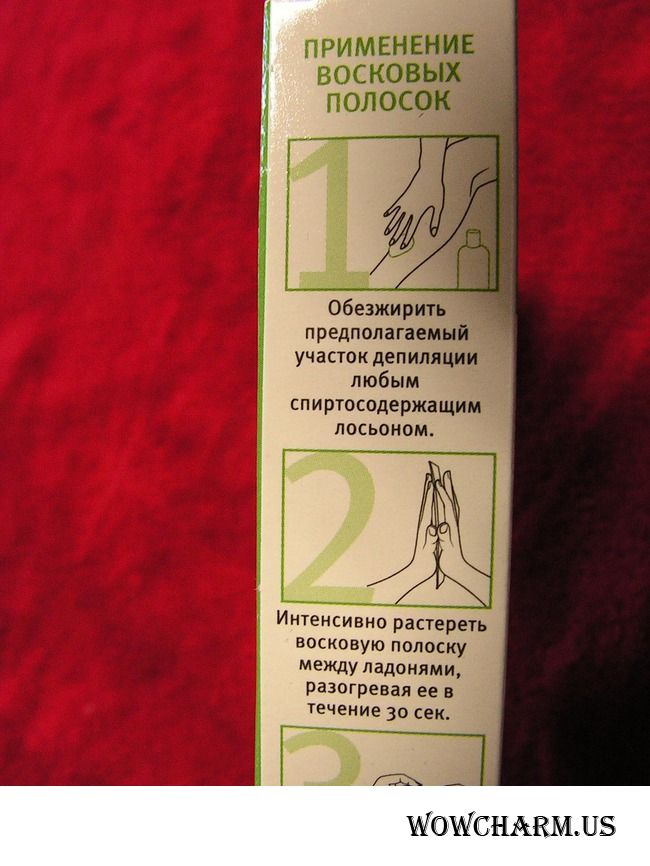 ПРИМЕНЕНИЕ
ВОСКОВЫХ
ПОЛОСОК
1
Обезжирить
предполагаемый
участок депиляции
любым
спиртосодержащим
лосьоном.
2
Интенсивно растереть
восковую полоску
между ладонями,
разогревая ее в
течение 30 сек.
3
WOWCHARM.US